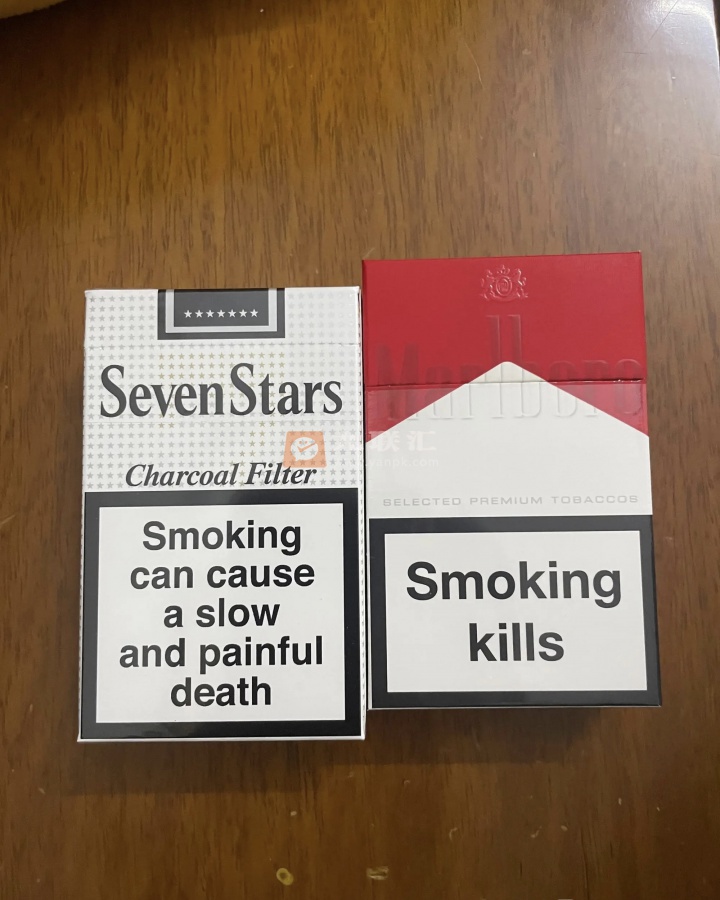 SevenStars
Charcoal Filter
Smoking
can cause
a slow
and painful
death
Marlboro
SELECTED PREMIUM TOBACCOS
Smoking
kills